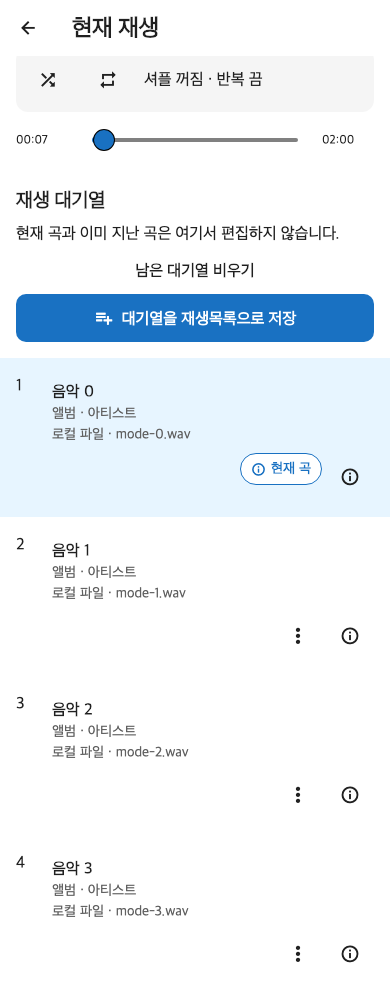 현재 재생
셔플 꺼짐 · 반복 끔
00:07
02:00
재생 대기열
현재 곡과 이미 지난 곡은 여기서 편집하지 않습니다.
남은 대기열 비우기
대기열을 재생목록으로 저장
1
음악 0
앨범 · 아티스트
로컬 파일 · mode-0.wav
현재 곡
2
음악 1
앨범 · 아티스트
로컬 파일 · mode-1.wav
3
음악 2
앨범 · 아티스트
로컬 파일 · mode-2.wav
4
음악 3
앨범 · 아티스트
로컬 파일 · mode-3.wav